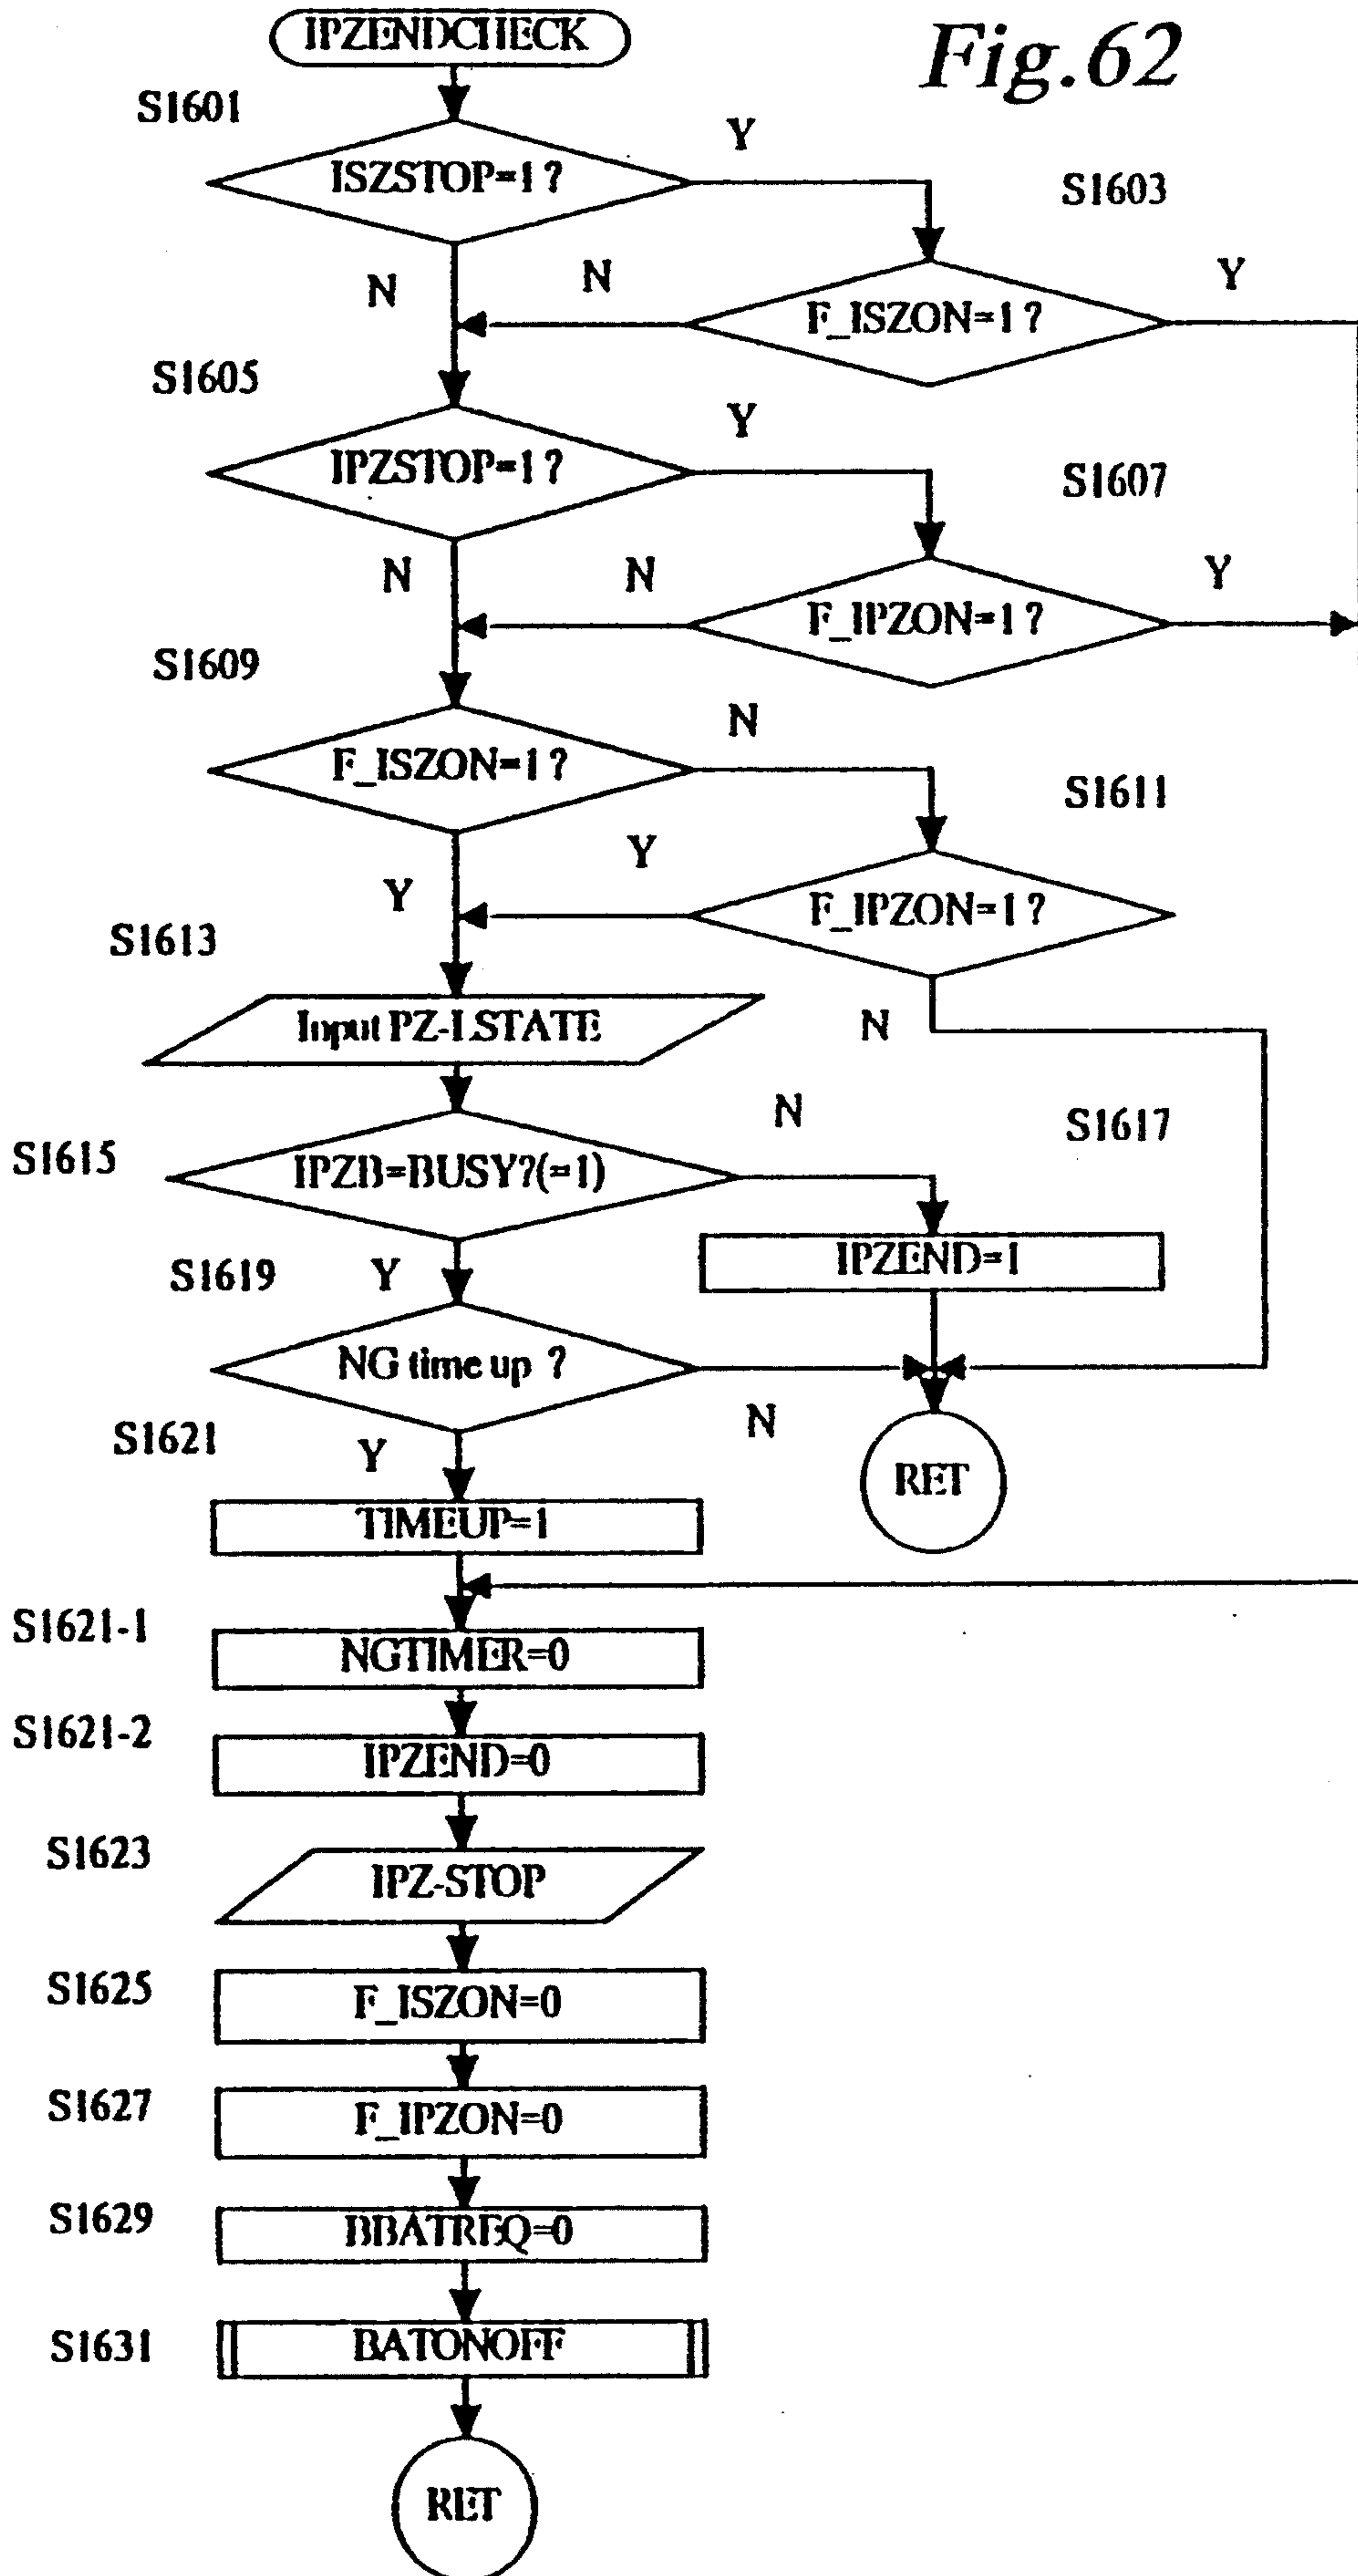 IPZENDCHECK
Fig.62
S1601
ISZSTOP=1?
Y
S1603
N
N
F_ISZON=1?
Y
S1605
IPZSTOP=1?
Y
S1607
N
N
F_IPZON=1?
Y
S1609
F_ISZON=1?
N
S1611
Y
Y
F_IPZON=1?
N
S1613
Input PZ-LSTATE
S1615
IPZB=BUSY?(=1)
N
S1617
IPZEND=1
S1619
Y
NG time up ?
N
RET
S1621
Y
TIMEUP=1
S1621-1
NGTIMER=0
S1621-2
IPZEND=0
S1623
IPZ-STOP
S1625
F_ISZON=0
S1627
F_IPZON=0
S1629
BBATREQ=0
S1631
BATONOFF
RET